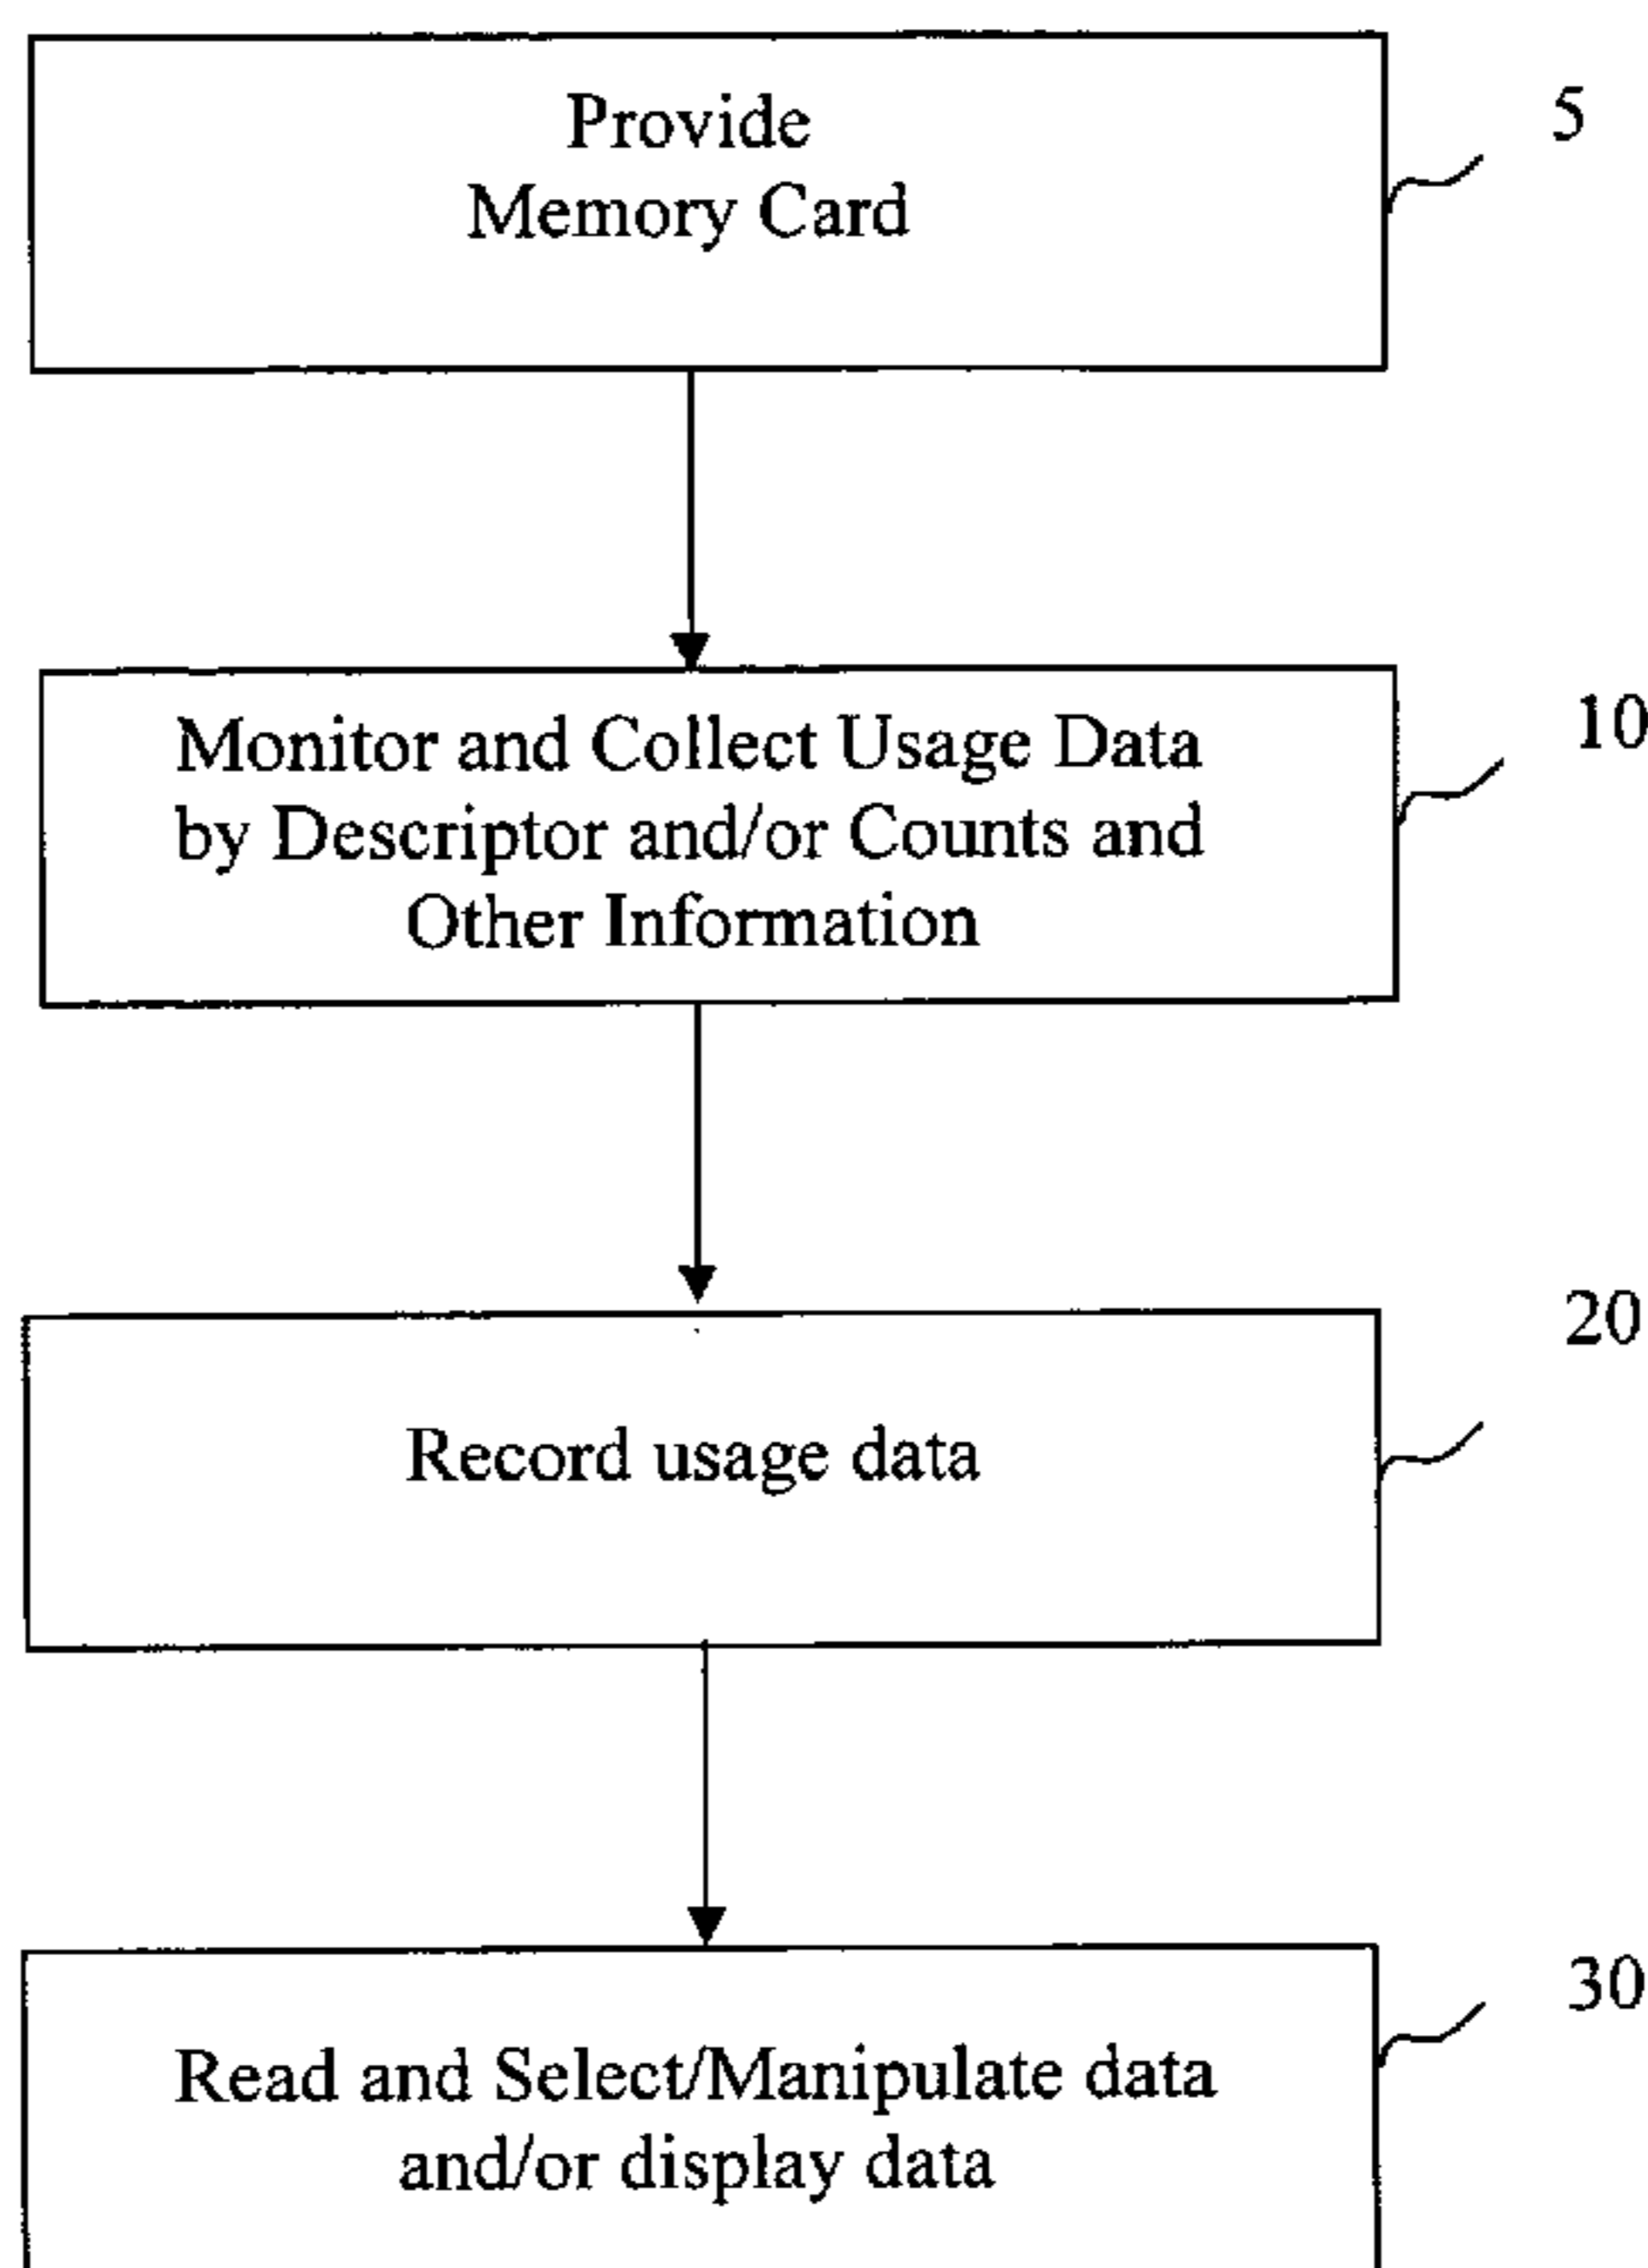 Provide
Memory Card
5
Monitor and Collect Usage Data
by Descriptor and/or Counts and
Other Information
10
Record usage data
20
Read and Select/Manipulate data
and/or display data
30